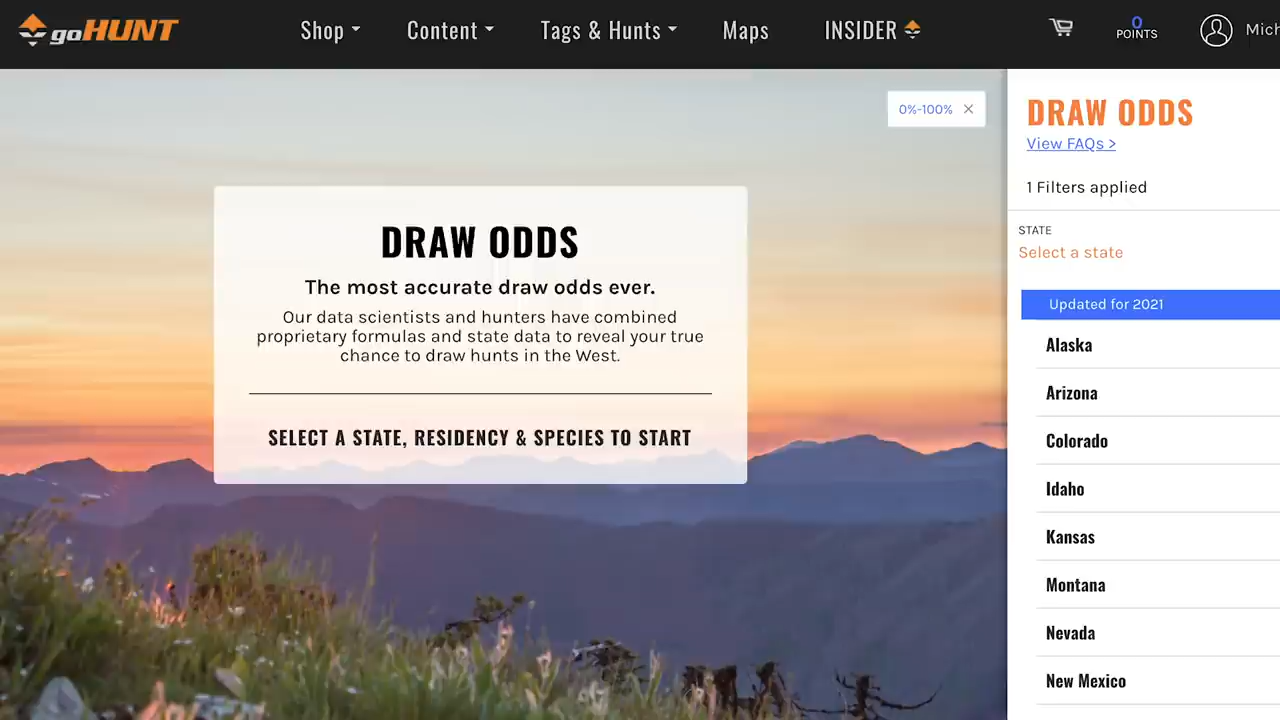 goHUNT
Shop
Content
Tags & Hunts
Maps
INSIDER
0
POINTS
Mich
0%-100% ×
DRAW ODDS
View FAQs >
1 Filters applied
STATE
Select a state
Updated for 2021
Alaska
Arizona
Colorado
Idaho
Kansas
Montana
Nevada
New Mexico
DRAW ODDS
The most accurate draw odds ever.
Our data scientists and hunters have combined
proprietary formulas and state data to reveal your true
chance to draw hunts in the West.
SELECT A STATE, RESIDENCY & SPECIES TO START